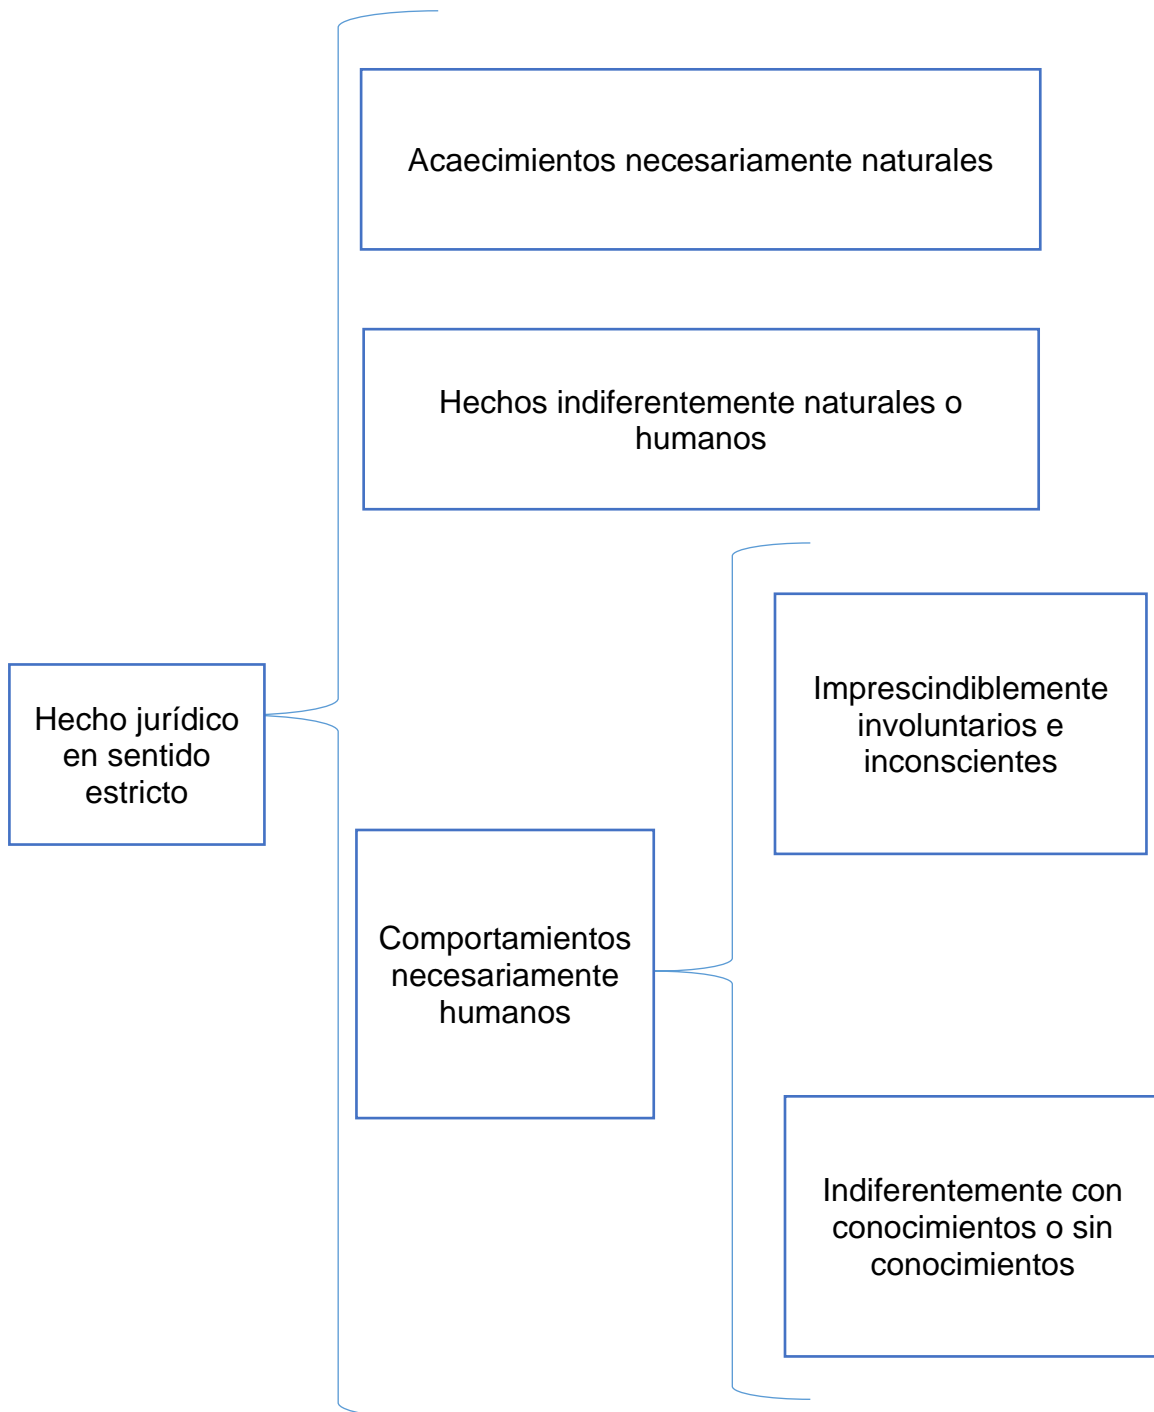 Acaecimientos necesariamente naturales
Hechos indiferentemente naturales o
humanos
Hecho jurídico
en sentido
estricto
Comportamientos
necesariamente
humanos
Imprescindiblemente
involuntarios e
inconscientes
Indiferentemente con
conocimientos o sin
conocimientos